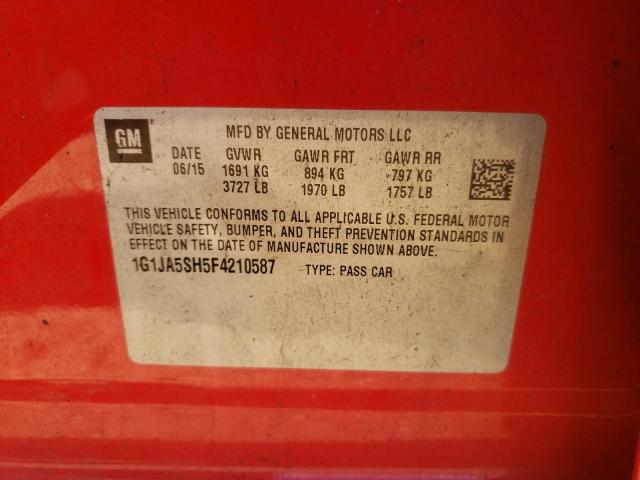 GM
MFD BY GENERAL MOTORS LLC
DATE GVWR GAWR FRT GAWR RR
06/15 1691 KG 894 KG 797 KG
3727 LB 1970 LB 1757 LB
THIS VEHICLE CONFORMS TO ALL APPLICABLE U.S. FEDERAL MOTOR
VEHICLE SAFETY, BUMPER, AND THEFT PREVENTION STANDARDS IN
EFFECT ON THE DATE OF MANUFACTURE SHOWN ABOVE.
1G1JA5SH5F4210587 TYPE: PASS CAR